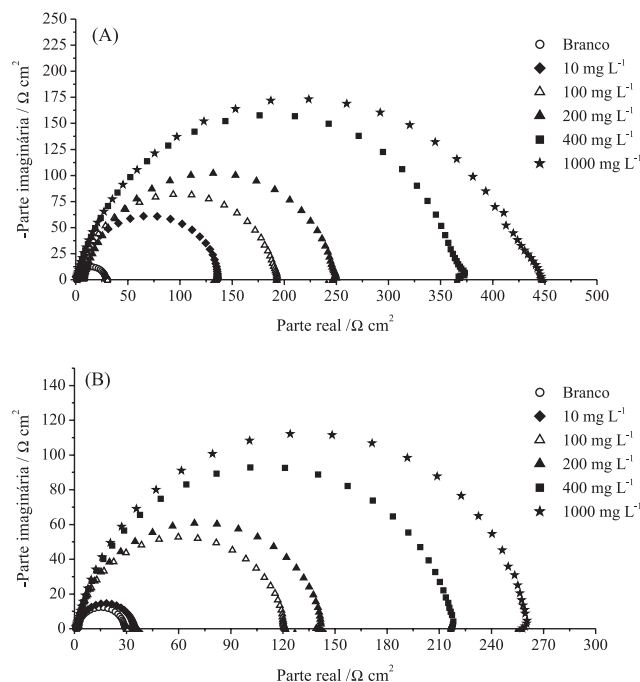 (A)
250
225
200
175
150
125
100
75
50
25
0
-Parte imaginária / Ω cm²
0 50 100 150 200 250 300 350 400 450 500
Parte real /Ω cm²
Branco
10 mg L⁻¹
100 mg L⁻¹
200 mg L⁻¹
400 mg L⁻¹
1000 mg L⁻¹
(B)
140
120
100
80
60
40
20
0
-Parte imaginária / Ω cm²
0 30 60 90 120 150 180 210 240 270 300
Parte real /Ω cm²
Branco
10 mg L⁻¹
100 mg L⁻¹
200 mg L⁻¹
400 mg L⁻¹
1000 mg L⁻¹